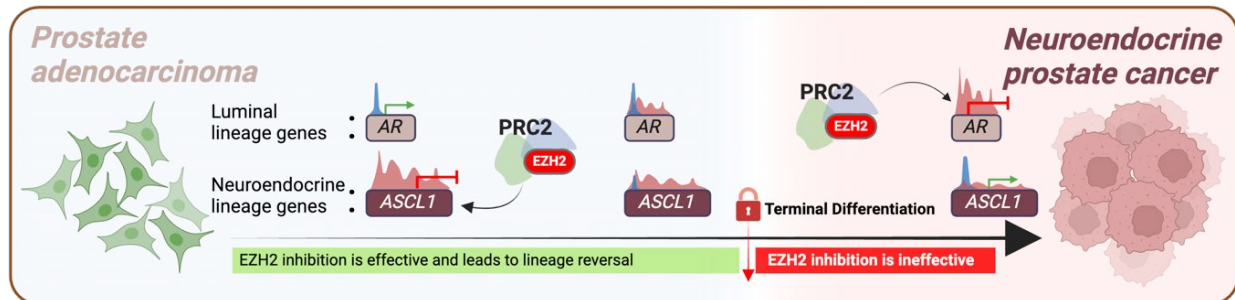 Prostate
adenocarcinoma
Neuroendocrine
prostate cancer
Luminal
lineage genes
:
AR
PRC2
EZH2
AR
PRC2
EZH2
AR
Neuroendocrine
lineage genes
:
ASCL1
ASCL1
ASCL1
Terminal Differentiation
EZH2 inhibition is effective and leads to lineage reversal
EZH2 inhibition is ineffective